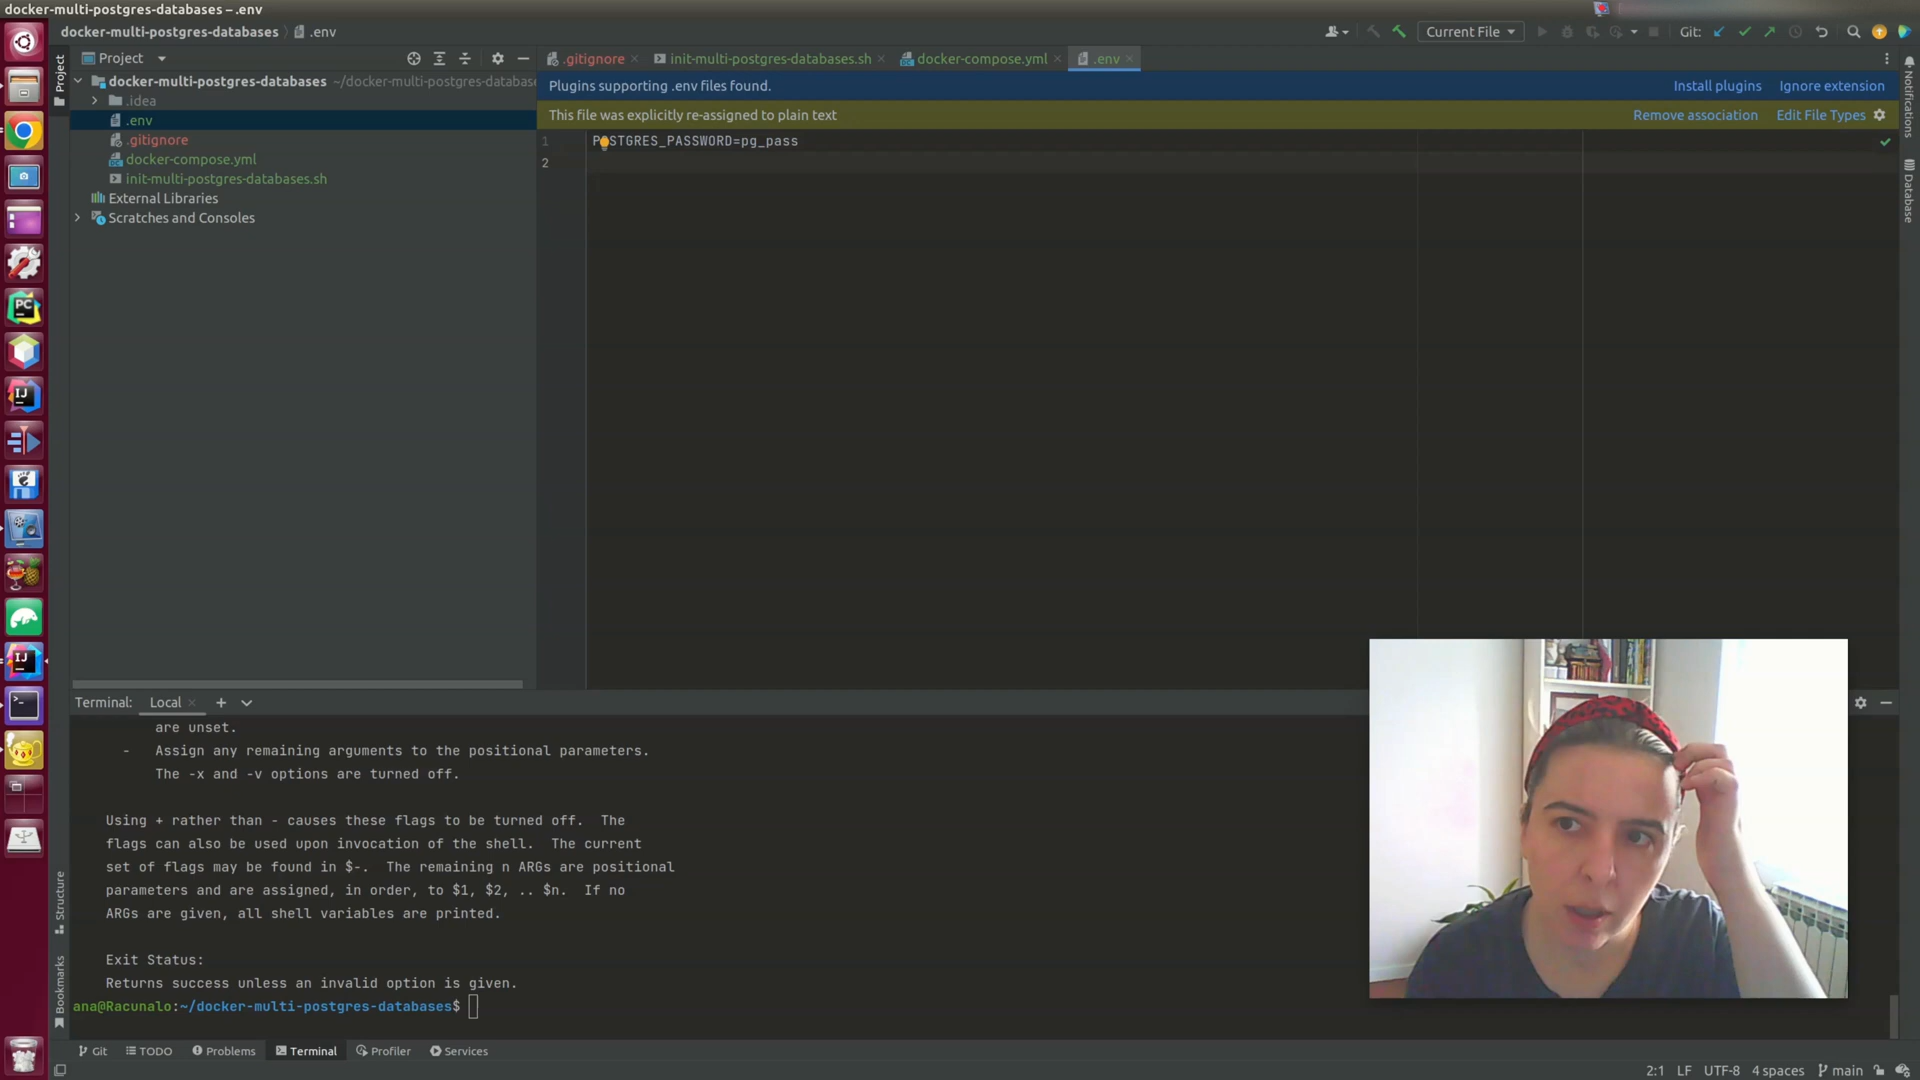 docker-multi-postgres-databases – .env
docker-multi-postgres-databases .env
Current File
Git:
Project
.gitignore
init-multi-postgres-databases.sh
docker-compose.yml
.env
docker-multi-postgres-databases ~/docker-multi-postgres-databas
Plugins supporting .env files found.
Install plugins
Ignore extension
.idea
.env
This file was explicitly re-assigned to plain text
Remove association
Edit File Types
.gitignore
1
POSTGRES_PASSWORD=pg_pass
docker-compose.yml
2
init-multi-postgres-databases.sh
External Libraries
Scratches and Consoles
Project
Notifications
Database
PC
IJ
IJ
Terminal:
Local
are unset.
- Assign any remaining arguments to the positional parameters.
The -x and -v options are turned off.
Using + rather than - causes these flags to be turned off. The
flags can also be used upon invocation of the shell. The current
set of flags may be found in $-. The remaining n ARGs are positional
parameters and are assigned, in order, to $1, $2, .. $n. If no
ARGs are given, all shell variables are printed.
Exit Status:
Returns success unless an invalid option is given.
ana@Racunalo:~/docker-multi-postgres-databases$
Structure
Bookmarks
Git
TODO
Problems
Terminal
Profiler
Services
2:1
LF
UTF-8
4 spaces
main